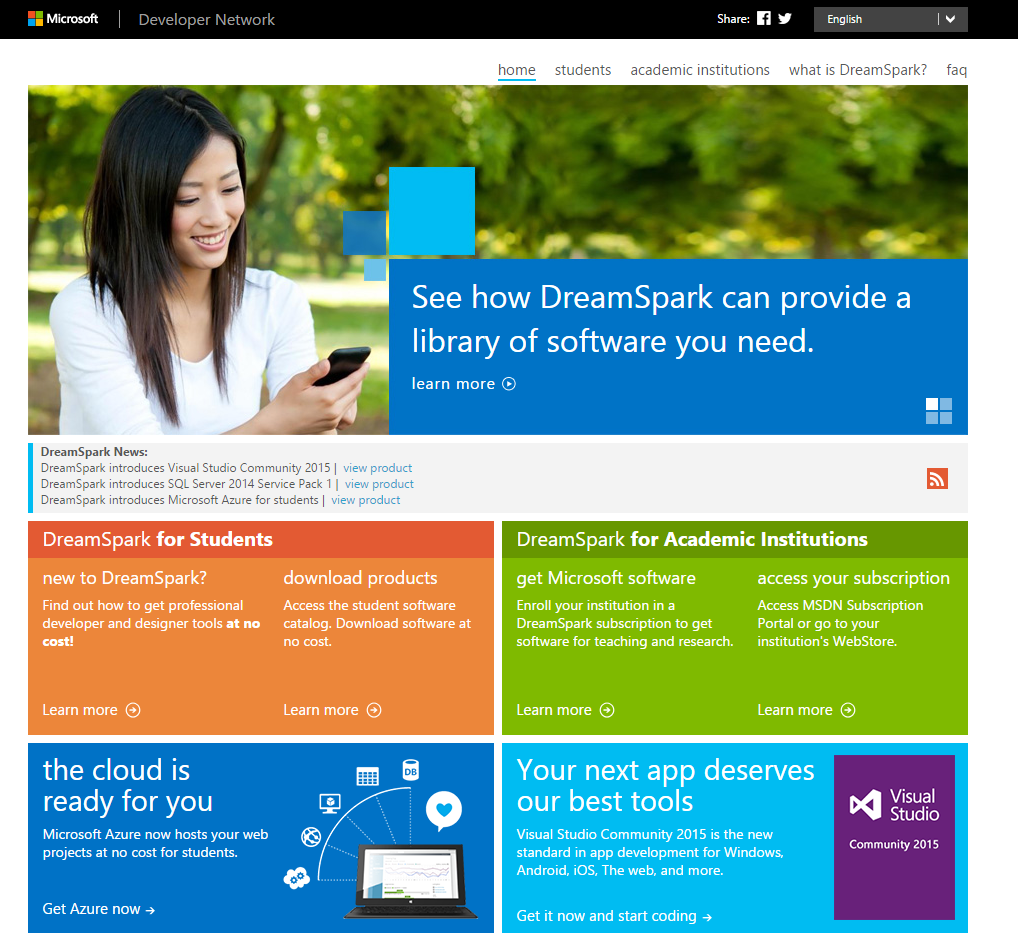 Microsoft
Developer Network
Share:
English
home students academic institutions what is DreamSpark? faq
See how DreamSpark can provide a
library of software you need.
learn more
DreamSpark News:
DreamSpark introduces Visual Studio Community 2015 | view product
DreamSpark introduces SQL Server 2014 Service Pack 1 | view product
DreamSpark introduces Microsoft Azure for students | view product
DreamSpark for Students
new to DreamSpark?
Find out how to get professional
developer and designer tools at no
cost!
Learn more
download products
Access the student software
catalog. Download software at
no cost.
Learn more
DreamSpark for Academic Institutions
get Microsoft software
Enroll your institution in a
DreamSpark subscription to get
software for teaching and research.
Learn more
access your subscription
Access MSDN Subscription
Portal or go to your
institution's WebStore.
Learn more
the cloud is
ready for you
Microsoft Azure now hosts your web
projects at no cost for students.
Get Azure now →
DB
Your next app deserves
our best tools
Visual Studio Community 2015 is the new
standard in app development for Windows,
Android, iOS, The web, and more.
Get it now and start coding →
Visual
Studio
Community 2015